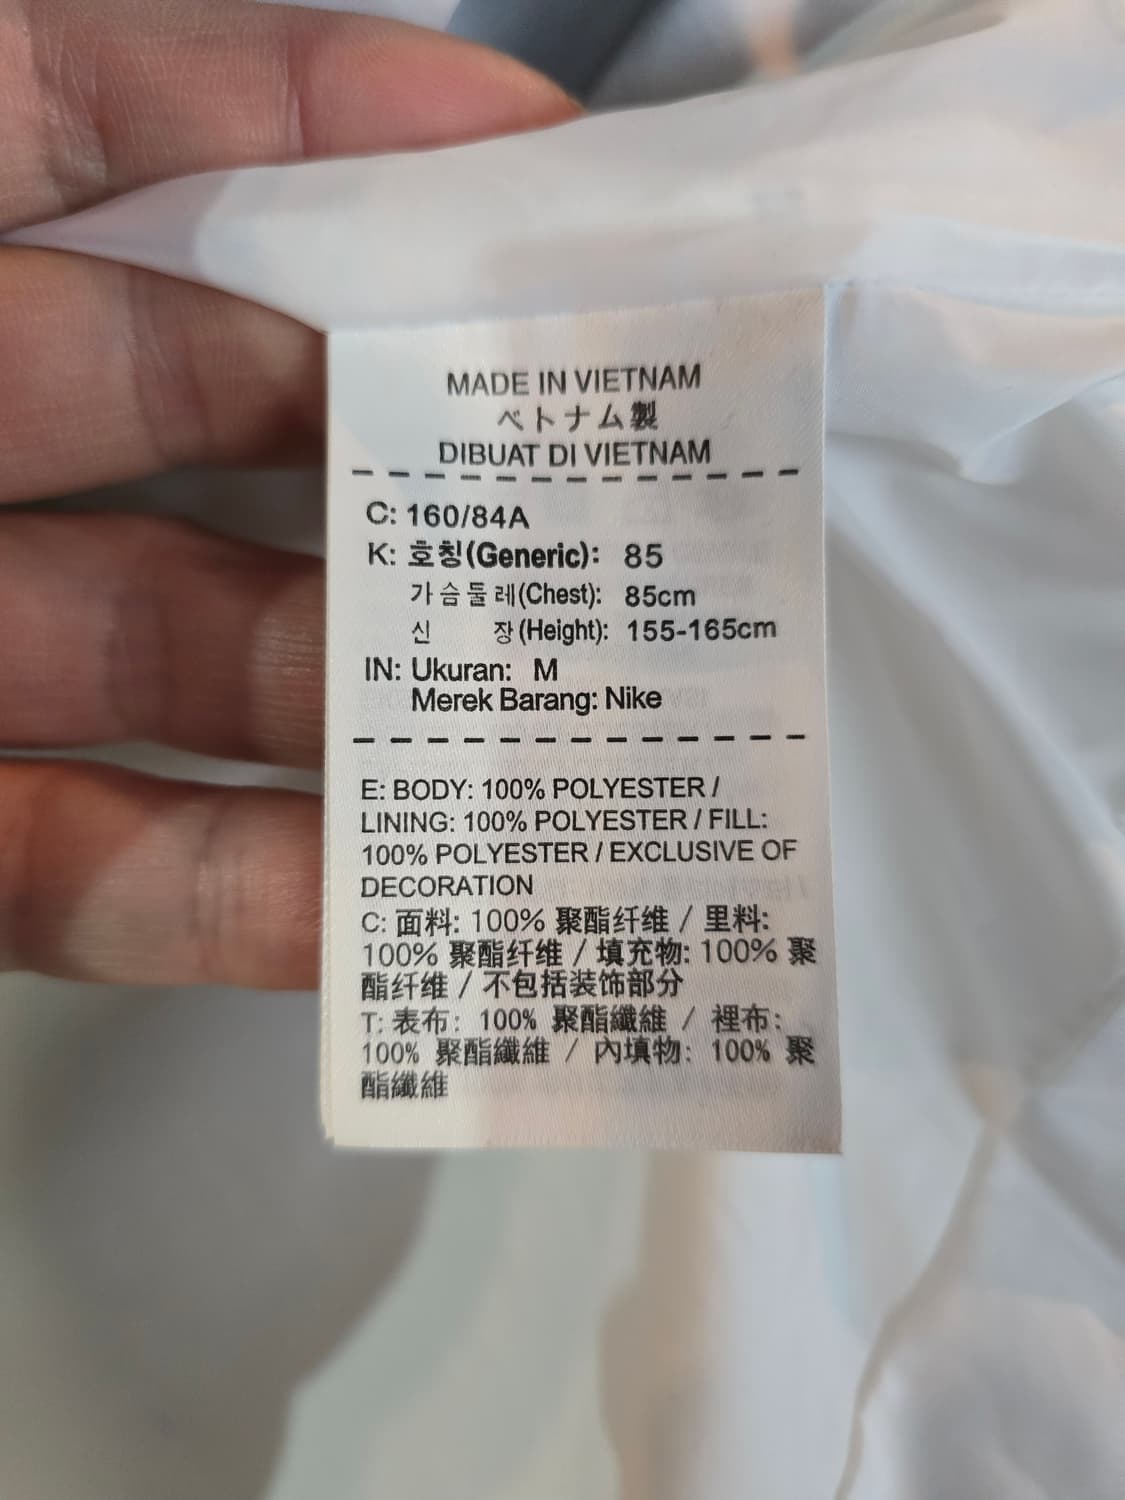 MADE IN VIETNAM
ベトナム製
DIBUAT DI VIETNAM
C: 160/84A
K: 호칭(Generic): 85
가슴둘레(Chest): 85cm
신 장(Height): 155-165cm
IN: Ukuran: M
Merek Barang: Nike
E: BODY: 100% POLYESTER /
LINING: 100% POLYESTER / FILL:
100% POLYESTER / EXCLUSIVE OF
DECORATION
C: 面料: 100% 聚酯纤维 / 里料:
100% 聚酯纤维 / 填充物: 100% 聚
酯纤维 / 不包括装饰部分
T: 表布: 100% 聚酯纖維 / 裡布:
100% 聚酯纖維 / 內填物: 100% 聚
酯纖維